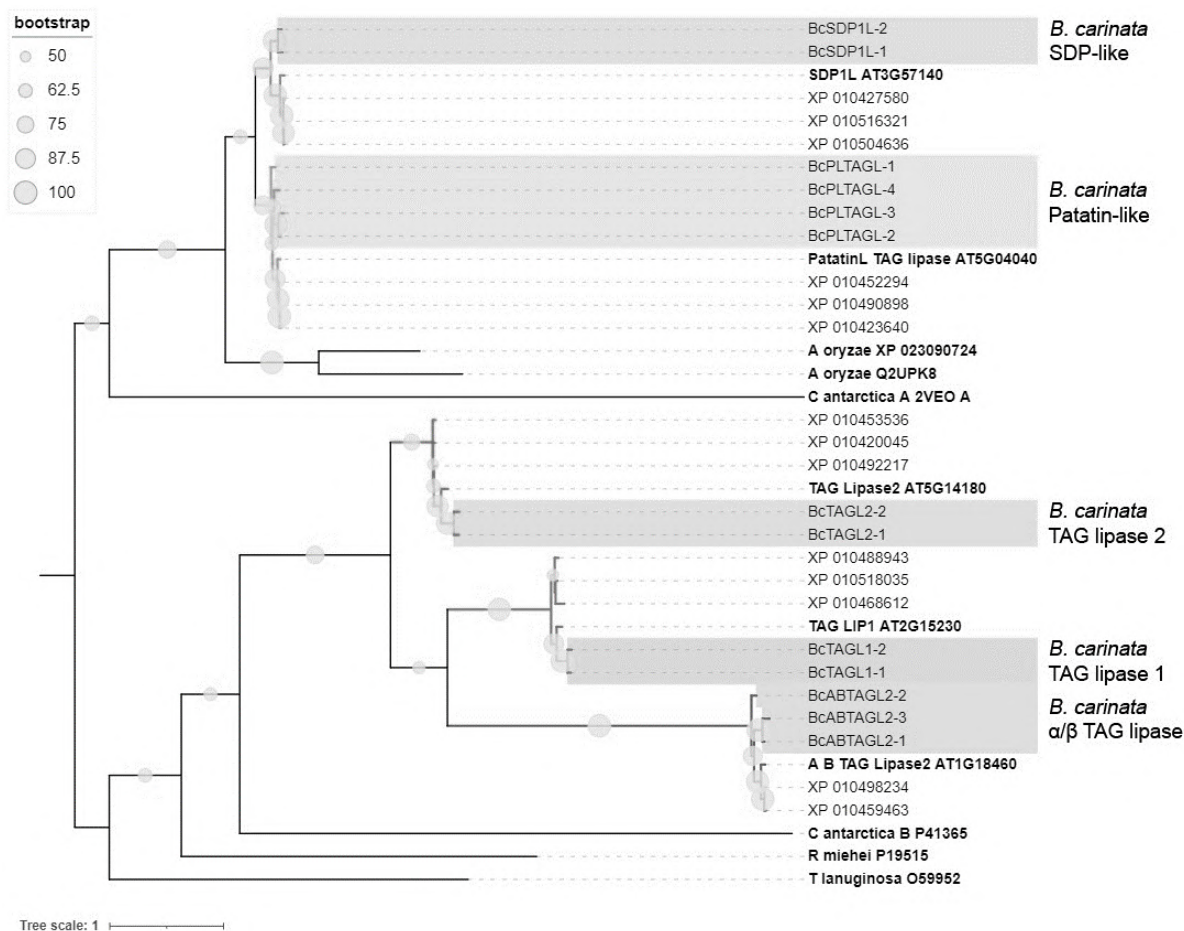 bootstrap
50
62.5
75
87.5
100
BcSDP1L-2
BcSDP1L-1
B. carinata
SDP-like
SDP1L AT3G57140
XP 010427580
XP 010516321
XP 010504636
BcPLTAGL-1
BcPLTAGL-4
BcPLTAGL-3
BcPLTAGL-2
B. carinata
Patatin-like
PatatinL TAG lipase AT5G04040
XP 010452294
XP 010490898
XP 010423640
A oryzae XP 023090724
A oryzae Q2UPK8
C antarctica A 2VEO A
XP 010453536
XP 010420045
XP 010492217
TAG Lipase2 AT5G14180
BcTAGL2-2
BcTAGL2-1
B. carinata
TAG lipase 2
XP 010488943
XP 010518035
XP 010468612
TAG LIP1 AT2G15230
BcTAGL1-2
BcTAGL1-1
B. carinata
TAG lipase 1
BcABTAGL2-2
BcABTAGL2-3
BcABTAGL2-1
B. carinata
α/β TAG lipase
A B TAG Lipase2 AT1G18460
XP 010498234
XP 010459463
C antarctica B P41365
R miehei P19515
T lanuginosa O59952
Tree scale: 1